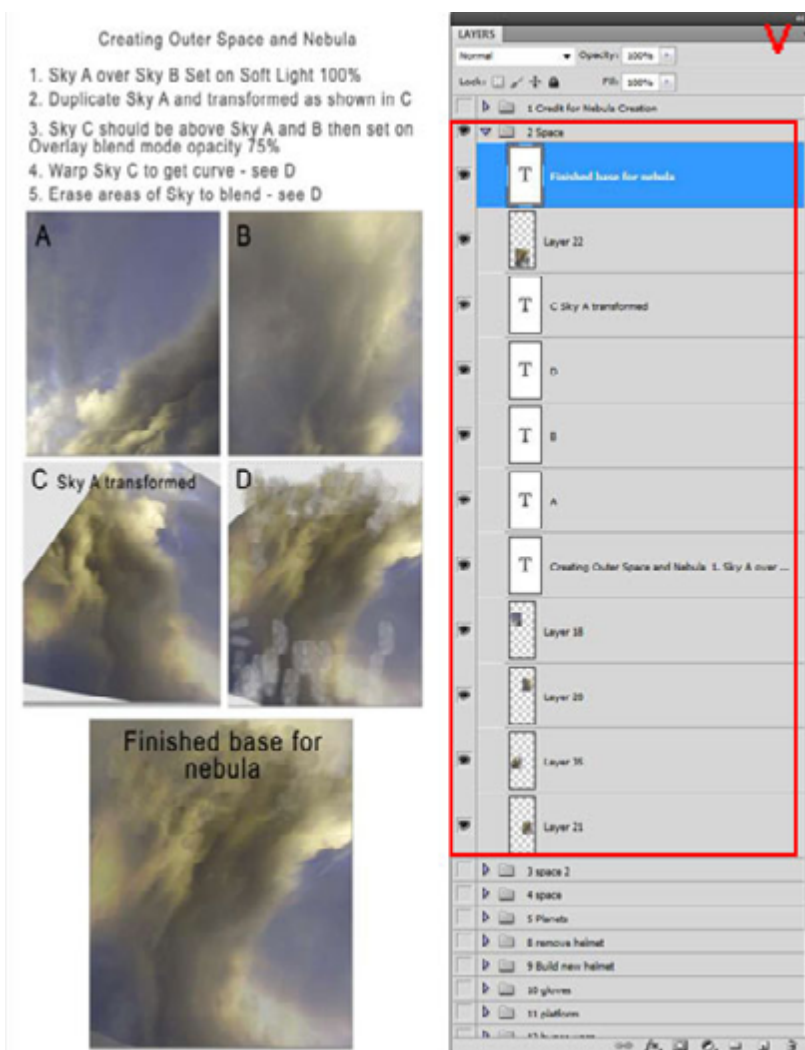 Creating Outer Space and Nebula
1. Sky A over Sky B Set on Soft Light 100%
2. Duplicate Sky A and transformed as shown in C
3. Sky C should be above Sky A and B then set on
Overlay blend mode opacity 75%
4. Warp Sky C to get curve - see D
5. Erase areas of Sky to blend - see D
A
B
C Sky A transformed
D
Finished base for
nebula
LAYERS
V
Normal
Opacity: 100%
Lock:
Fill: 100%
1 Credit for Nebula Creation
2 Space
T Finished base for nebula
Layer 22
T C Sky A transformed
T D
T B
T A
T Creating Outer Space and Nebula 1. Sky A over ...
Layer 18
Layer 20
Layer 21
3 space 2
4 space
5 Planets
8 remove helmet
9 Build new helmet
10 gloves
11 platform
fx